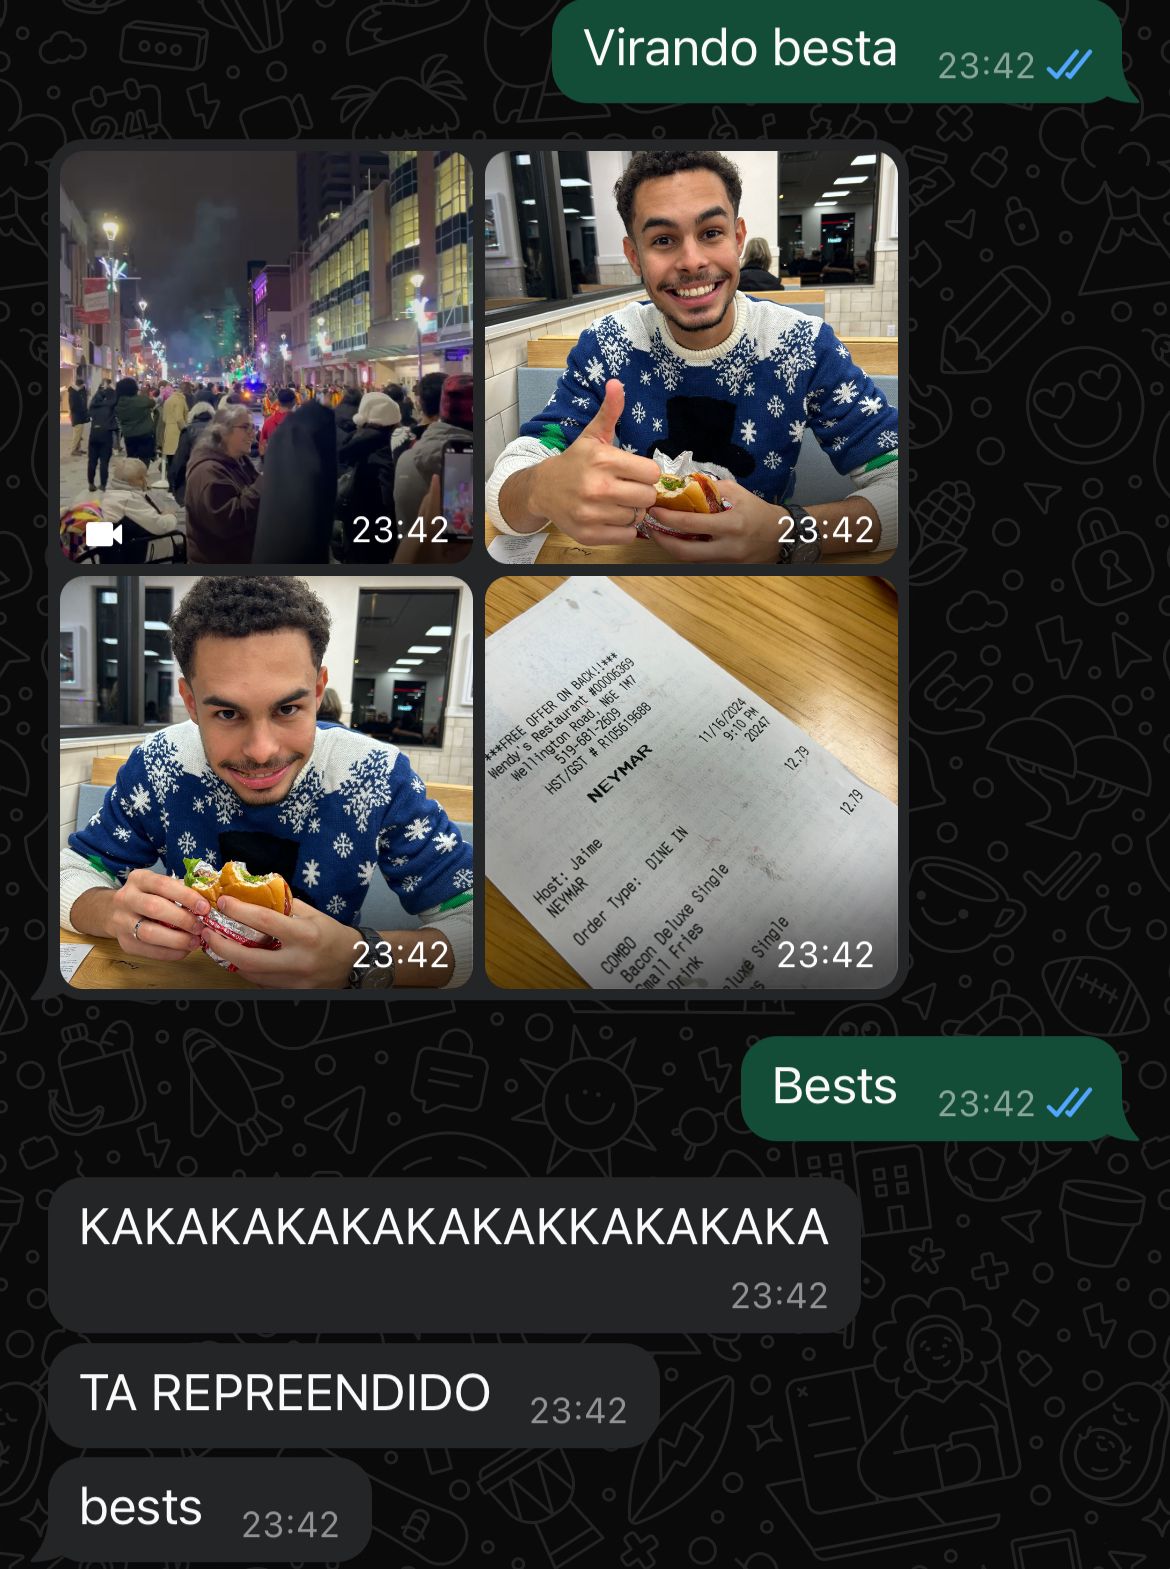 Virando besta 23:42
23:42
23:42
23:42
***FREE OFFER ON BACK!!***
Wendy's Restaurant #00006369
Wellington Road, N6E 1M7
519-681-2609
HST/GST # R105619688
NEYMAR
11/16/2024
9:10 PM
20247
Host: Jaime
NEYMAR
Order Type: DINE IN
COMBO 12.79
Bacon Deluxe Single
Small Fries
Drink
12.79
eluxe Single
23:42
Bests 23:42
KAKAKAKAKAKAKAKKAKAKAKA
23:42
TA REPREENDIDO 23:42
bests 23:42